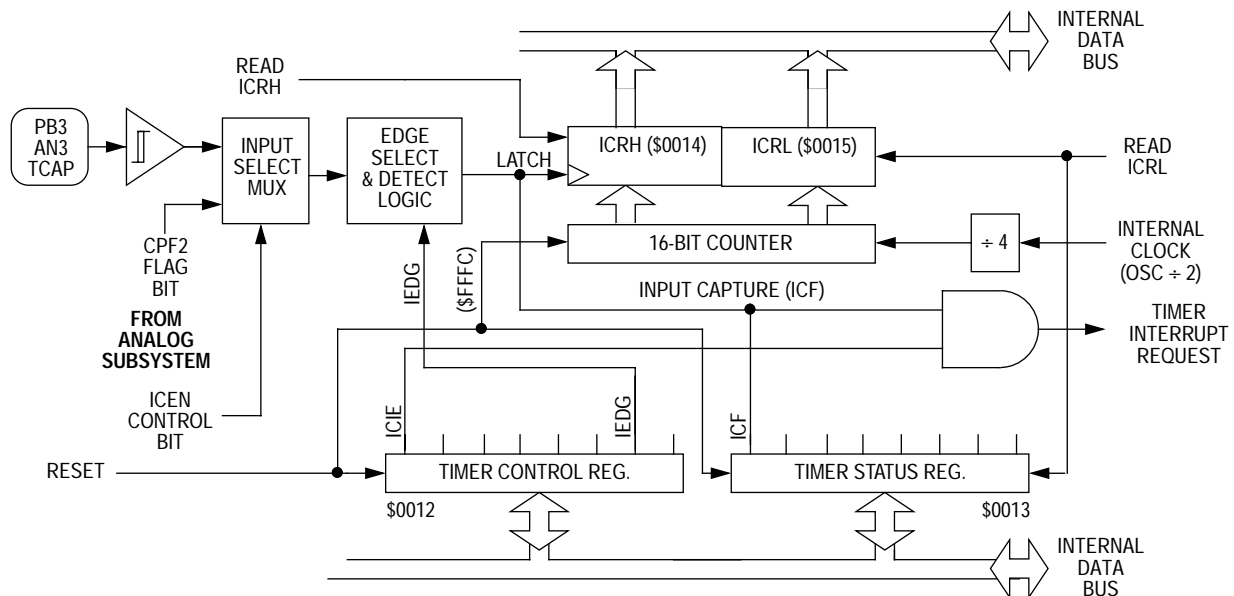 INTERNAL
DATA
BUS
READ
ICRH
PB3
AN3
TCAP
INPUT
SELECT
MUX
EDGE
SELECT
& DETECT
LOGIC
LATCH
ICRH ($0014)
ICRL ($0015)
READ
ICRL
16-BIT COUNTER
÷ 4
INTERNAL
CLOCK
(OSC ÷ 2)
CPF2
FLAG
BIT
FROM
ANALOG
SUBSYSTEM
IEDG
($FFFC)
INPUT CAPTURE (ICF)
TIMER
INTERRUPT
REQUEST
ICEN
CONTROL
BIT
ICIE
IEDG
ICF
RESET
TIMER CONTROL REG.
TIMER STATUS REG.
$0012
$0013
INTERNAL
DATA
BUS